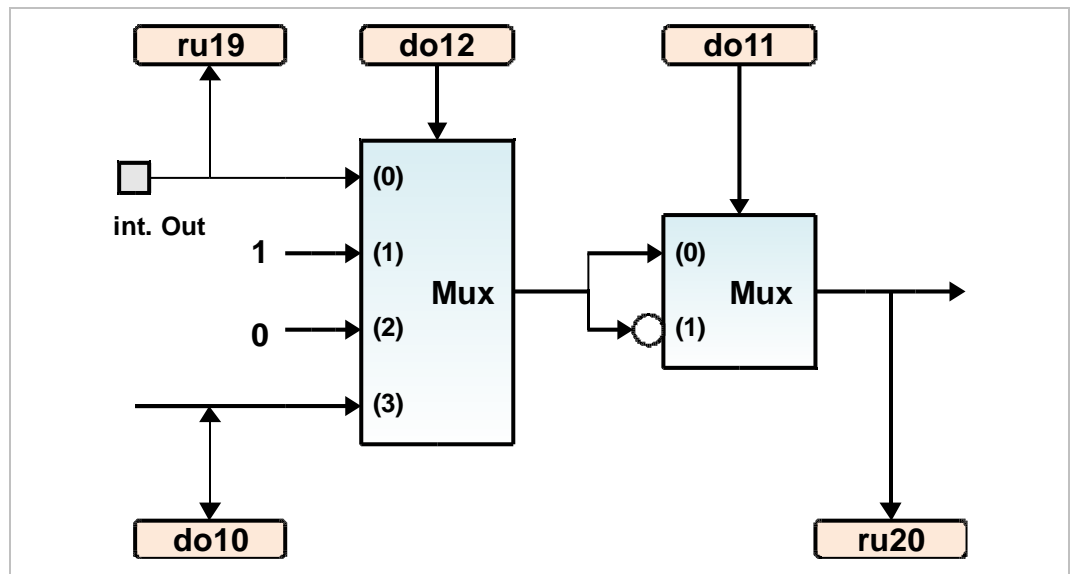 ru19
do12
do11
(0)
int. Out
1
(1)
(0)
Mux
Mux
0
(2)
(1)
(3)
do10
ru20